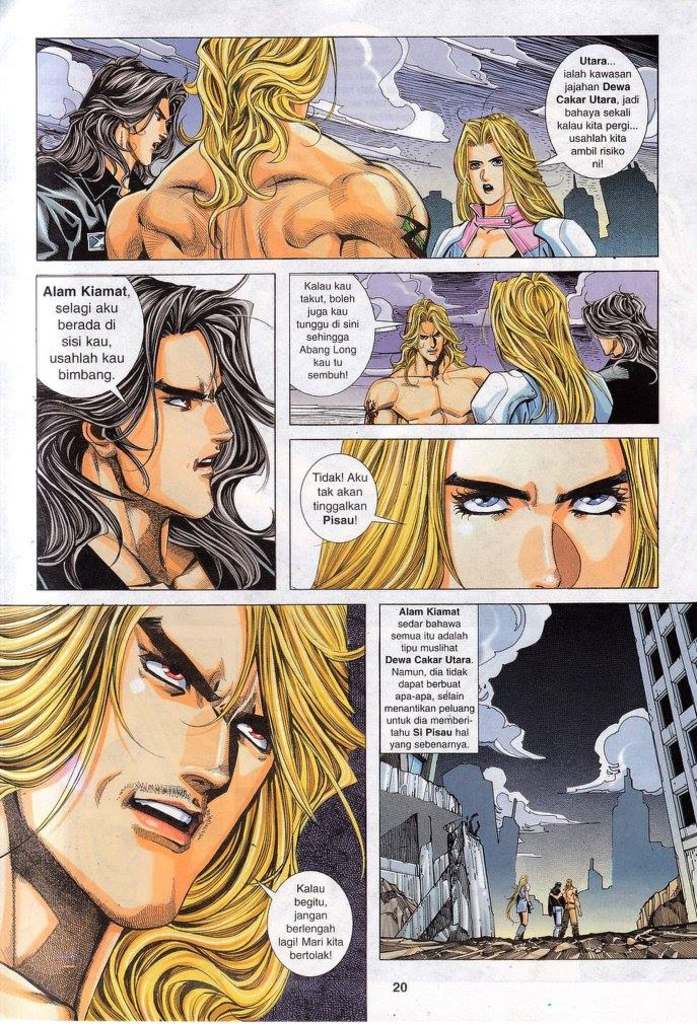 Utara...
ialah kawasan
jajahan Dewa
Cakar Utara, jadi
bahaya sekali
kalau kita pergi...
usahlah kita
ambil risiko
ni!
Alam Kiamat,
selagi aku
berada di
sisi kau,
usahlah kau
bimbang.
Kalau kau
takut, boleh
juga kau
tunggu di sini
sehingga
Abang Long
kau tu
sembuh!
Tidak! Aku
tak akan
tinggalkan
Pisau!
Kalau
begitu,
jangan
berlengah
lagi! Mari kita
bertolak!
Alam Kiamat
sedar bahawa
semua itu adalah
tipu muslihat
Dewa Cakar Utara.
Namun, dia tidak
dapat berbuat
apa-apa, selain
menantikan peluang
untuk dia memberi-
tahu Si Pisau hal
yang sebenarnya.
20